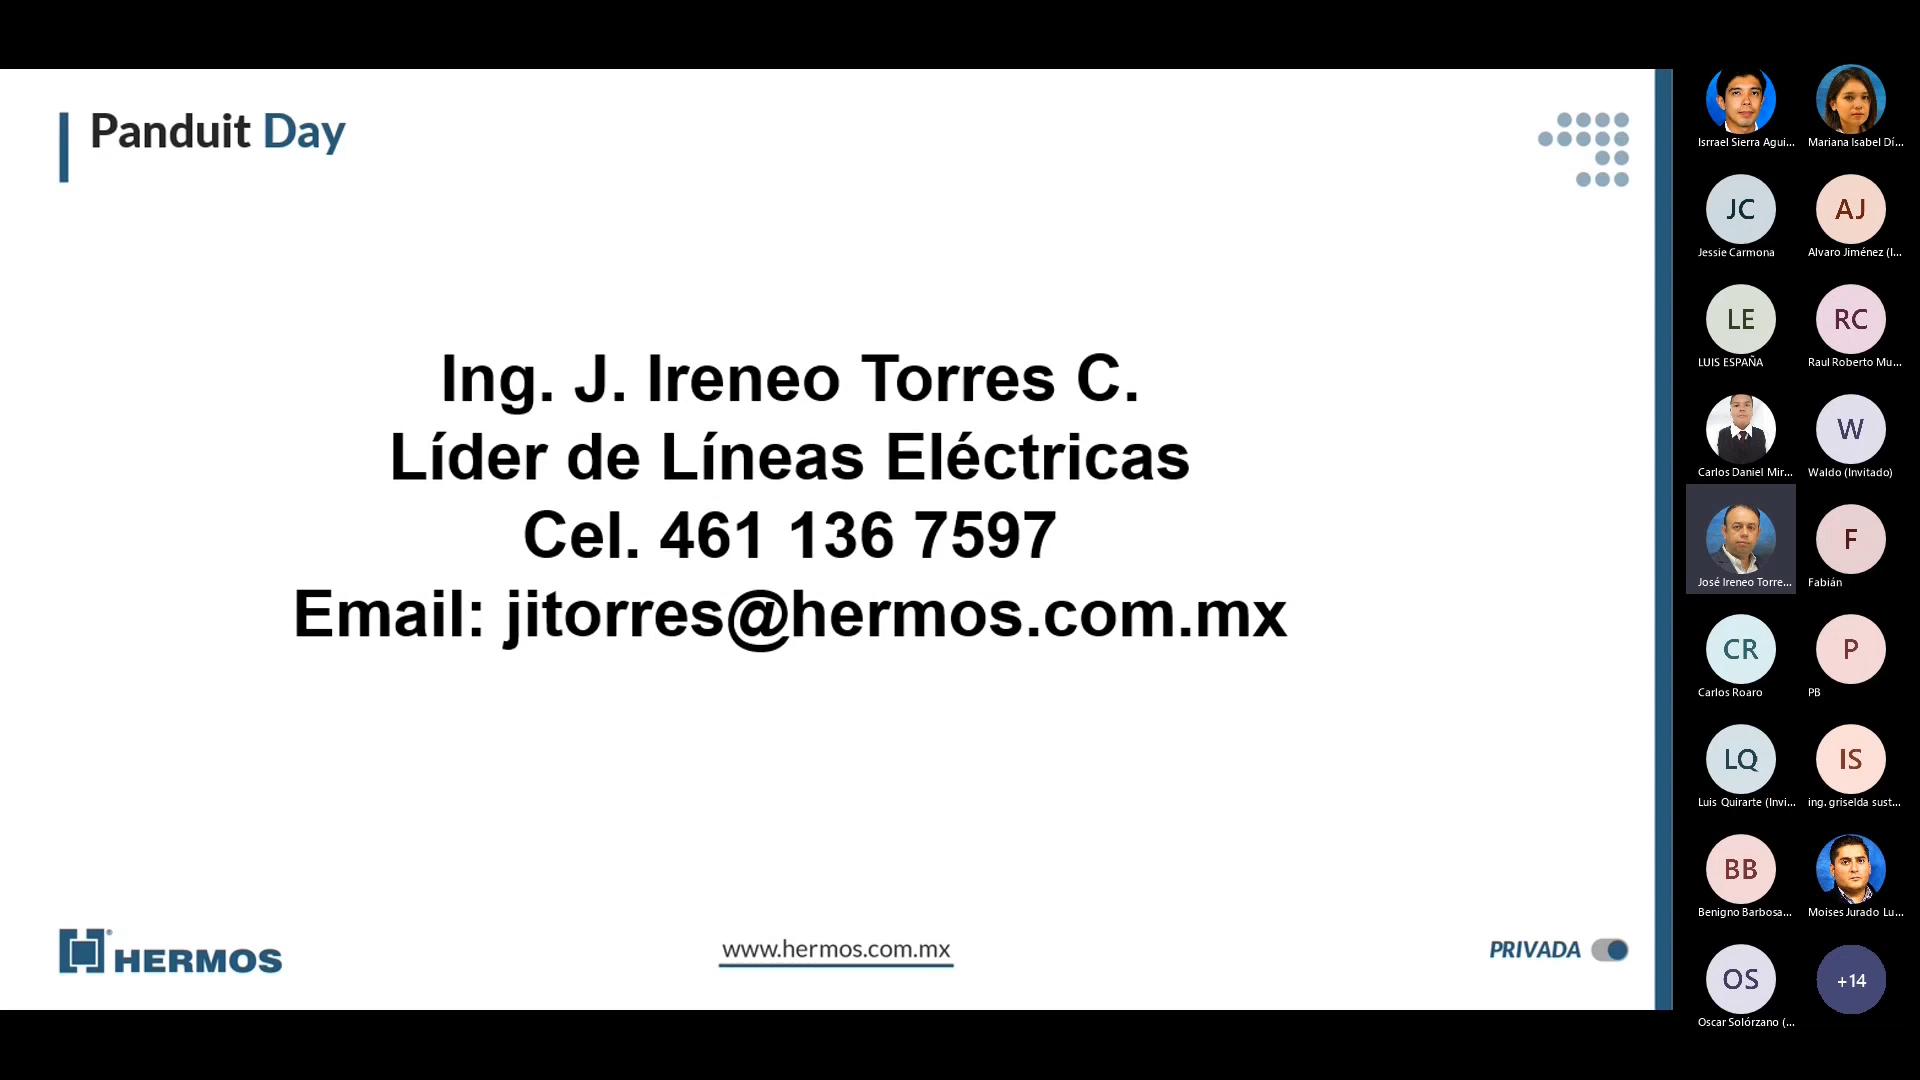 Panduit Day
Ing. J. Ireneo Torres C.
Líder de Líneas Eléctricas
Cel. 461 136 7597
Email: jitorres@hermos.com.mx
HERMOS
www.hermos.com.mx
PRIVADA
Isrrael Sierra Agui...
Mariana Isabel Dí...
JC
AJ
Jessie Carmona
Alvaro Jiménez (I...
LE
RC
LUIS ESPAÑA
Raul Roberto Mu...
W
Carlos Daniel Mir...
Waldo (Invitado)
F
José Ireneo Torre...
Fabián
CR
P
Carlos Roaro
PB
LQ
IS
Luis Quirarte (Invi...
ing. griselda sust...
BB
Benigno Barbosa...
Moises Jurado Lu...
OS
+14
Oscar Solórzano (...